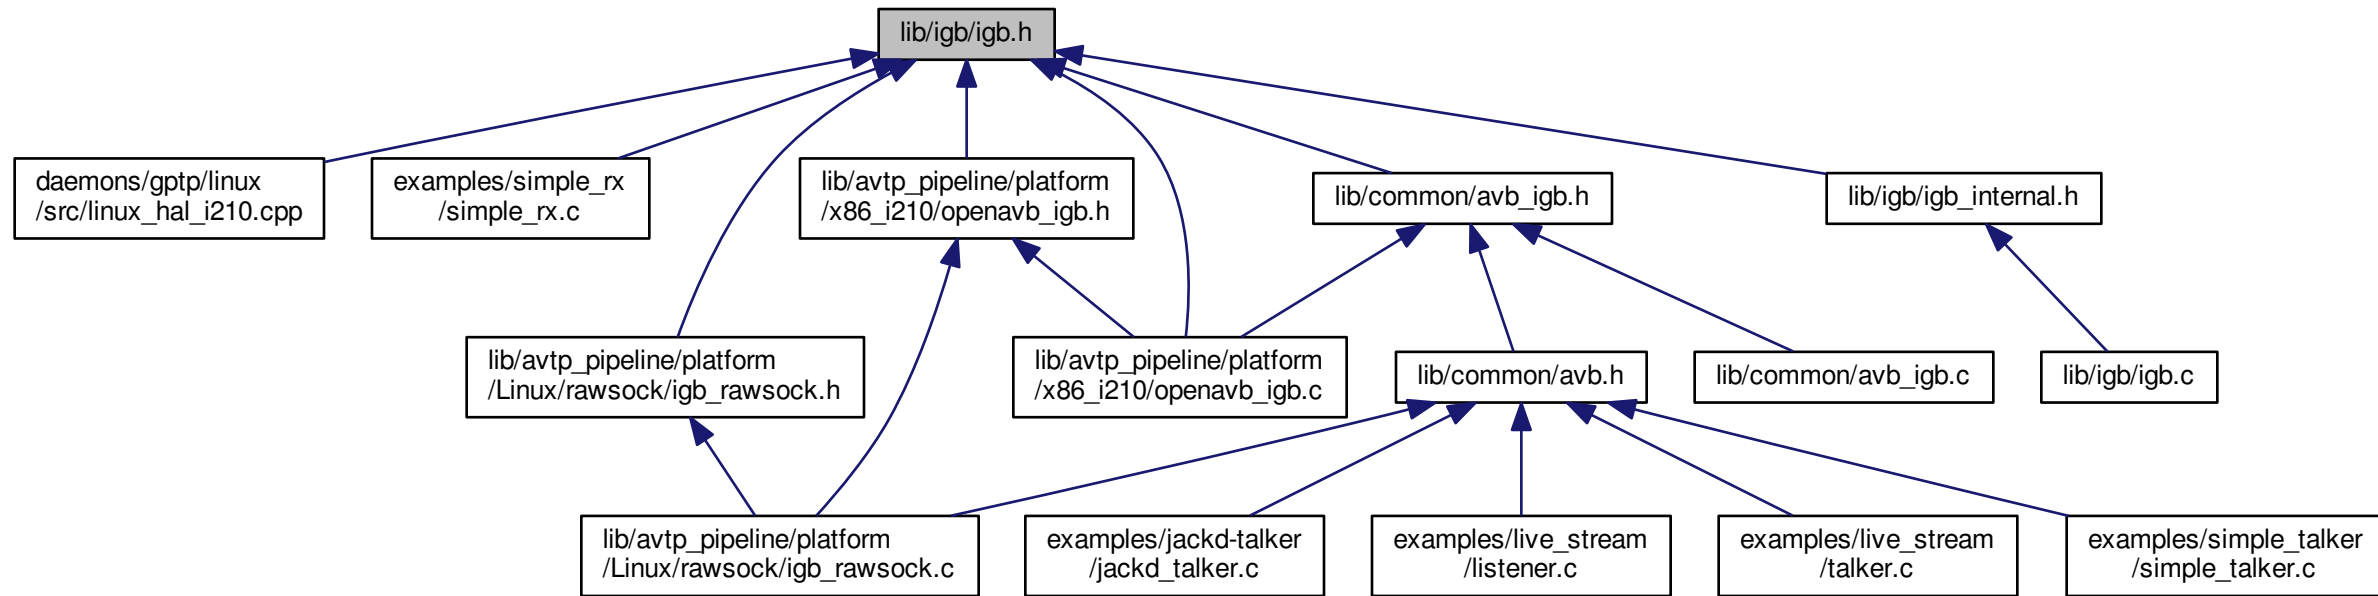 lib/igb/igb.h
daemons/gptp/linux
/src/linux_hal_i210.cpp
examples/simple_rx
/simple_rx.c
lib/avtp_pipeline/platform
/x86_i210/openavb_igb.h
lib/common/avb_igb.h
lib/igb/igb_internal.h
lib/avtp_pipeline/platform
/Linux/rawsock/igb_rawsock.h
lib/avtp_pipeline/platform
/x86_i210/openavb_igb.c
lib/common/avb.h
lib/common/avb_igb.c
lib/igb/igb.c
lib/avtp_pipeline/platform
/Linux/rawsock/igb_rawsock.c
examples/jackd-talker
/jackd_talker.c
examples/live_stream
/listener.c
examples/live_stream
/talker.c
examples/simple_talker
/simple_talker.c